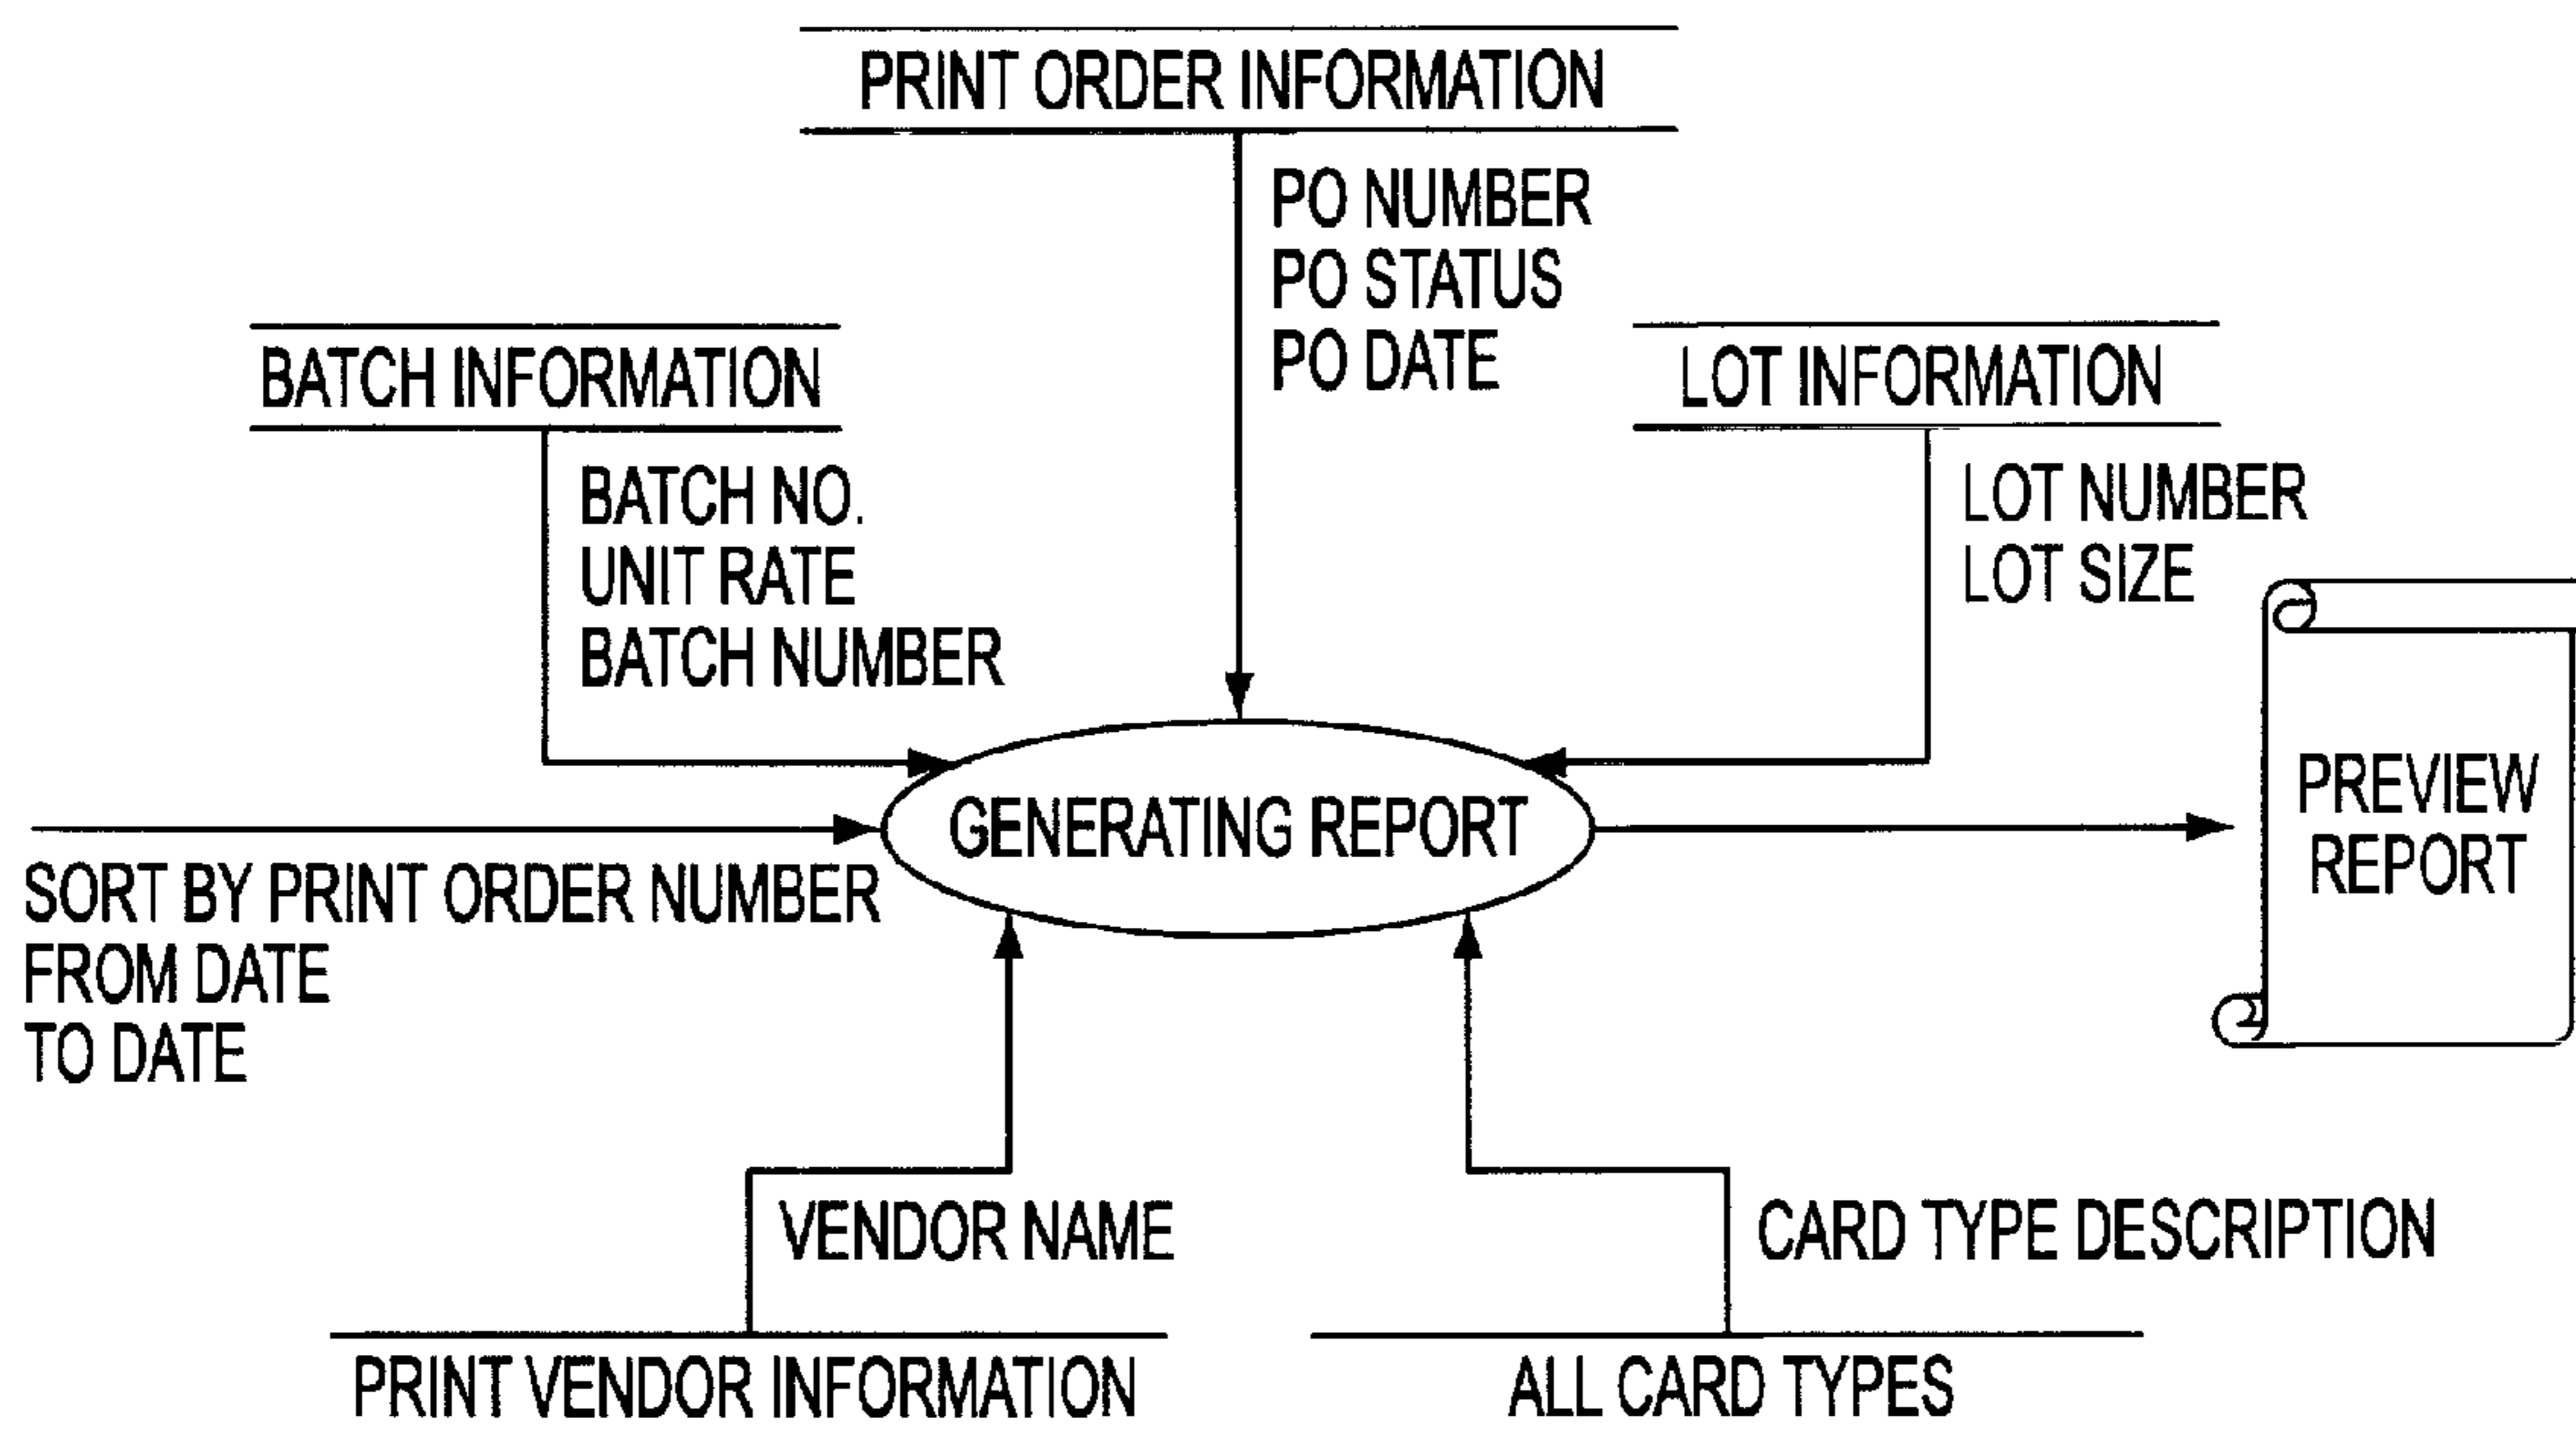 PRINT ORDER INFORMATION
PO NUMBER
PO STATUS
PO DATE
BATCH INFORMATION
BATCH NO.
UNIT RATE
BATCH NUMBER
LOT INFORMATION
LOT NUMBER
LOT SIZE
GENERATING REPORT
PREVIEW
REPORT
SORT BY PRINT ORDER NUMBER
FROM DATE
TO DATE
VENDOR NAME
PRINT VENDOR INFORMATION
CARD TYPE DESCRIPTION
ALL CARD TYPES